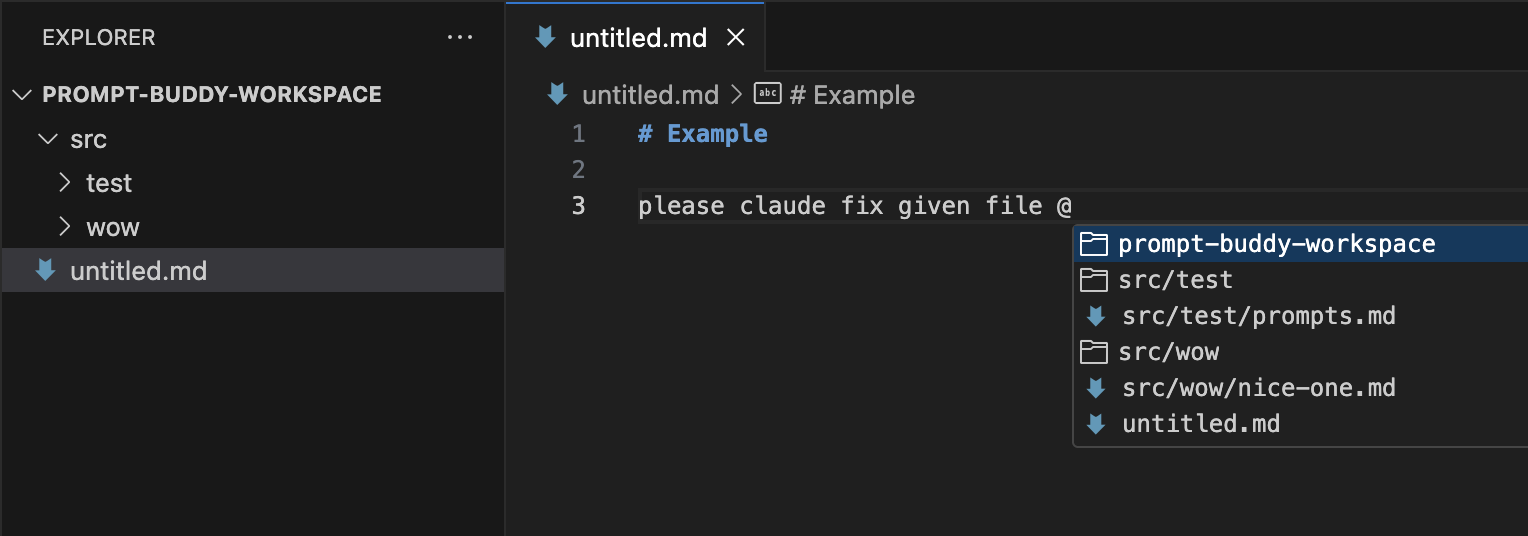 EXPLORER ...
PROMPT-BUDDY-WORKSPACE
src
test
wow
untitled.md
untitled.md
untitled.md > abc # Example
1 # Example
2
3 please claude fix given file @
prompt-buddy-workspace
src/test
src/test/prompts.md
src/wow
src/wow/nice-one.md
untitled.md